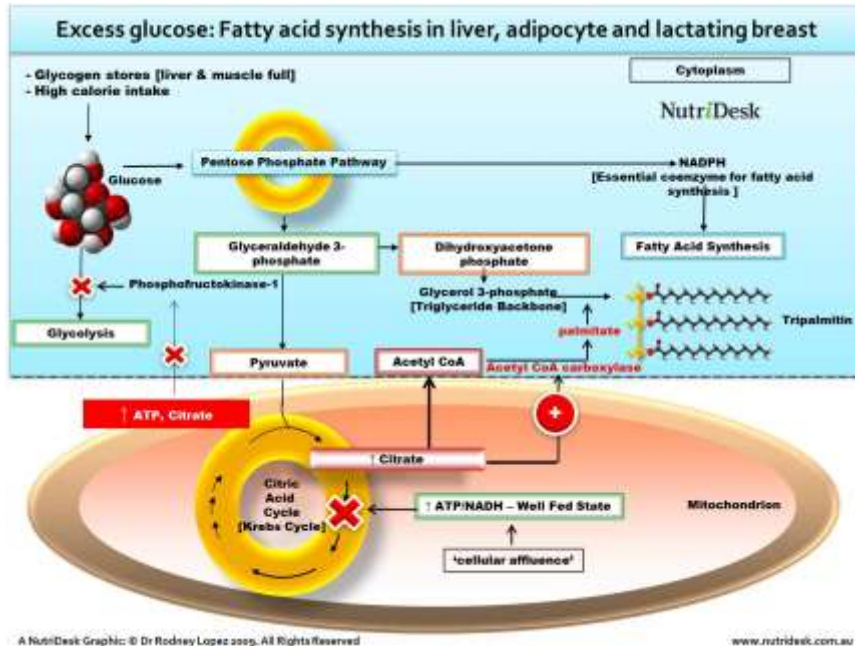 Excess glucose: Fatty acid synthesis in liver, adipocyte and lactating breast
- Glycogen stores [liver & muscle full]
- High calorie intake
Cytoplasm
NutriDesk
Glucose
Pentose Phosphate Pathway
NADPH
[Essential coenzyme for fatty acid
synthesis ]
Glyceraldehyde 3-
phosphate
Dihydroxyacetone
phosphate
Fatty Acid Synthesis
Phosphofructokinase-1
Glycerol 3-phosphate
[Triglyceride Backbone]
Glycolysis
palmitate
Tripalmitin
Pyruvate
Acetyl CoA
Acetyl CoA carboxylase
↑ ATP, Citrate
+
↑ Citrate
Citric
Acid
Cycle
[Krebs Cycle]
↑ ATP/NADH – Well Fed State
Mitochondrion
'cellular affluence'
A NutriDesk Graphic: © Dr Rodney Lopez 2009. All Rights Reserved
www.nutridesk.com.au